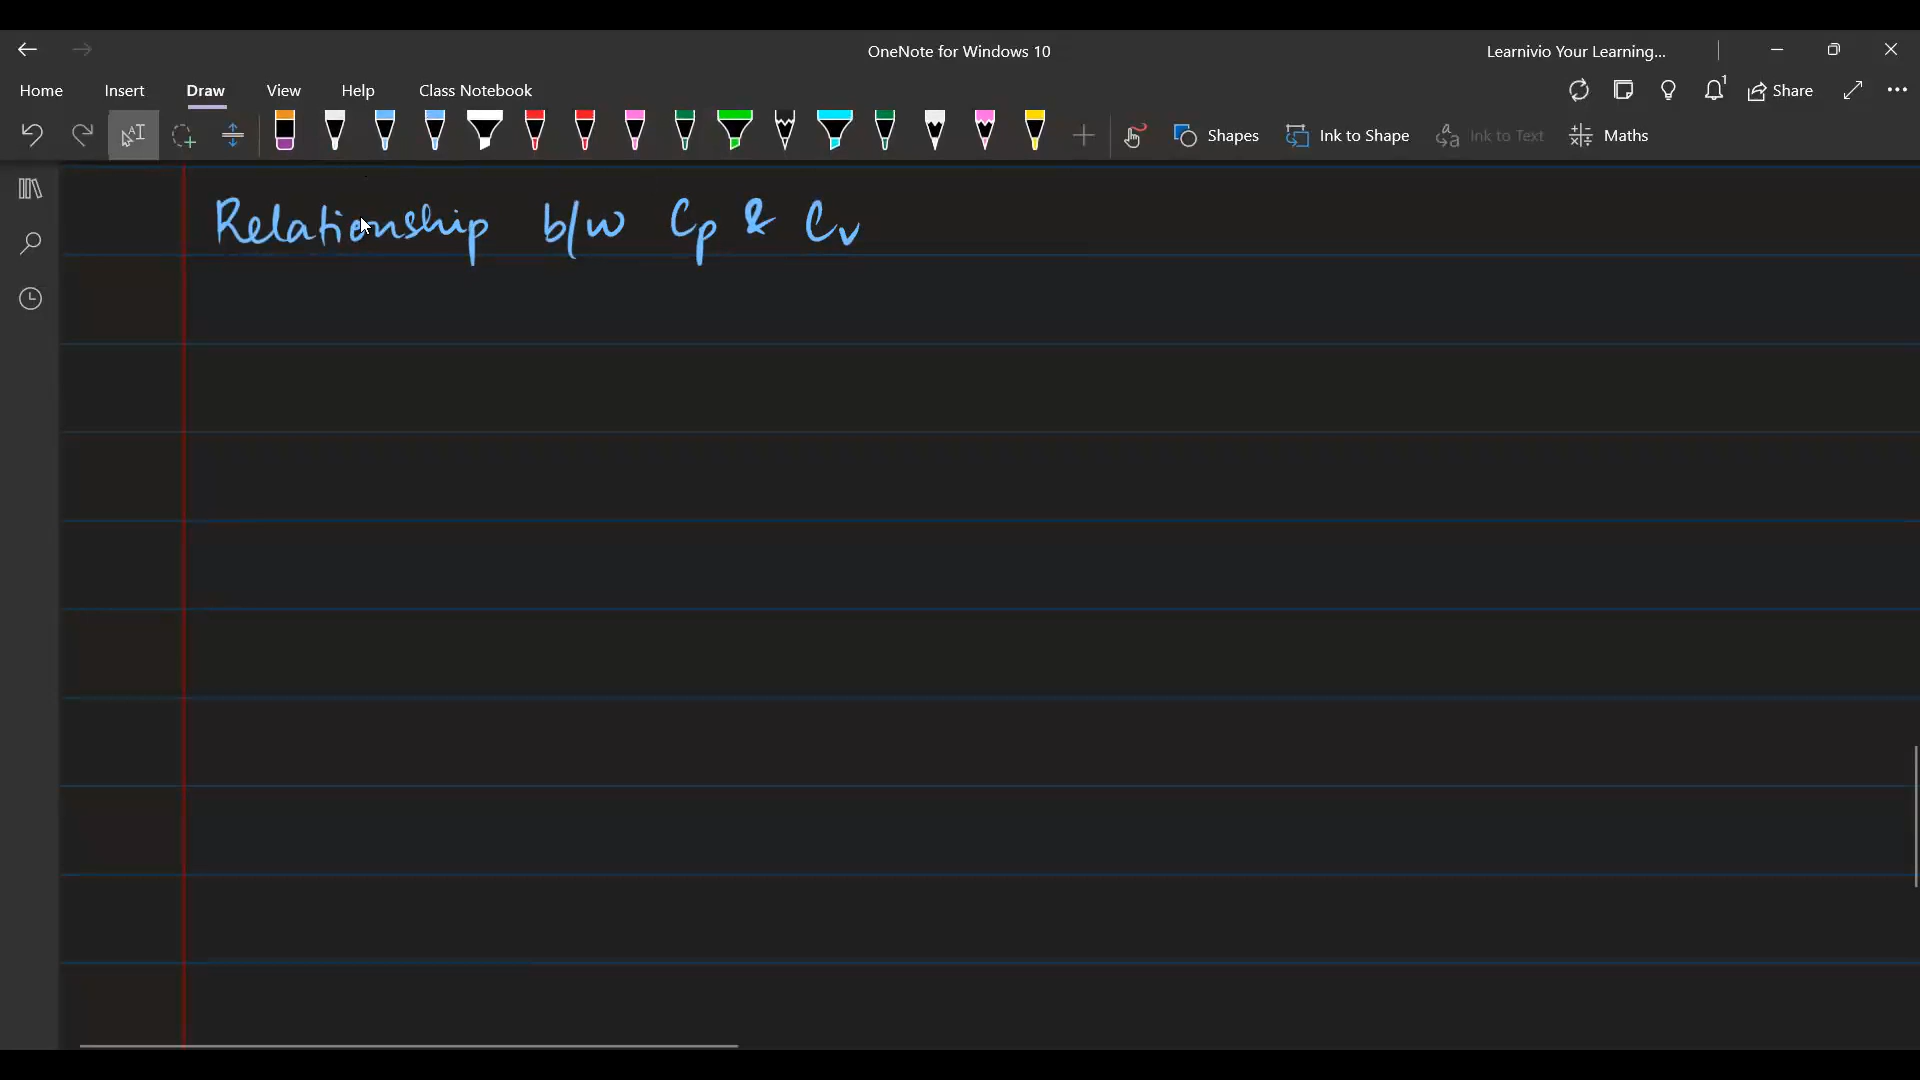 OneNote for Windows 10
Learnivio Your Learning...
Home Insert Draw View Help Class Notebook
1
Share
Shapes Ink to Shape Ink to Text Maths
Relationship b/w Cp & Cv